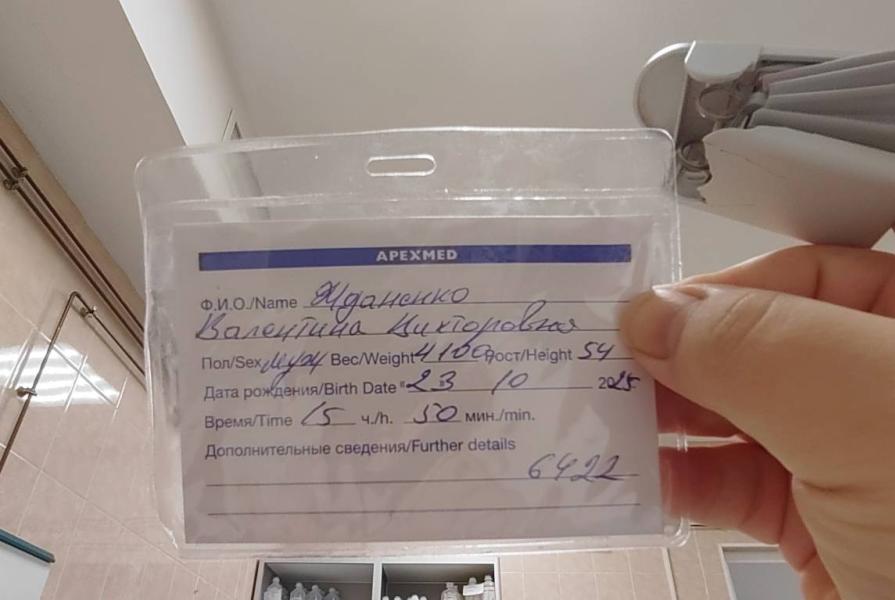 APEXMED
Ф.И.О./Name Жданенко
Валентина Викторовна
Пол/Sex муж Вес/Weight 4100 Рост/Height 54
Дата рождения/Birth Date "23" 10 2025
Время/Time 15 ч./h. 50 мин./min.
Дополнительные сведения/Further details
6422